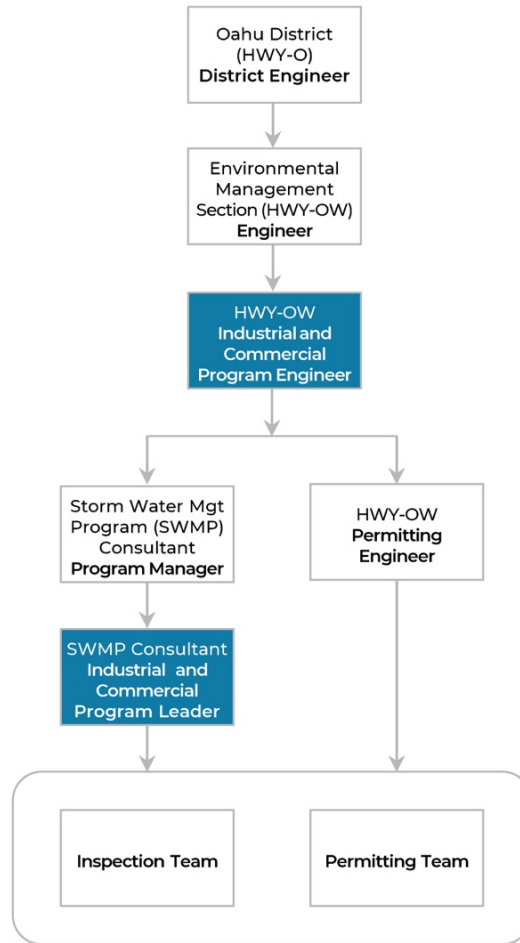 Oahu District
(HWY-O)
District Engineer
Environmental
Management
Section (HWY-OW)
Engineer
HWY-OW
Industrial and
Commercial
Program Engineer
Storm Water Mgt
Program (SWMP)
Consultant
Program Manager
HWY-OW
Permitting
Engineer
SWMP Consultant
Industrial and
Commercial
Program Leader
Inspection Team
Permitting Team